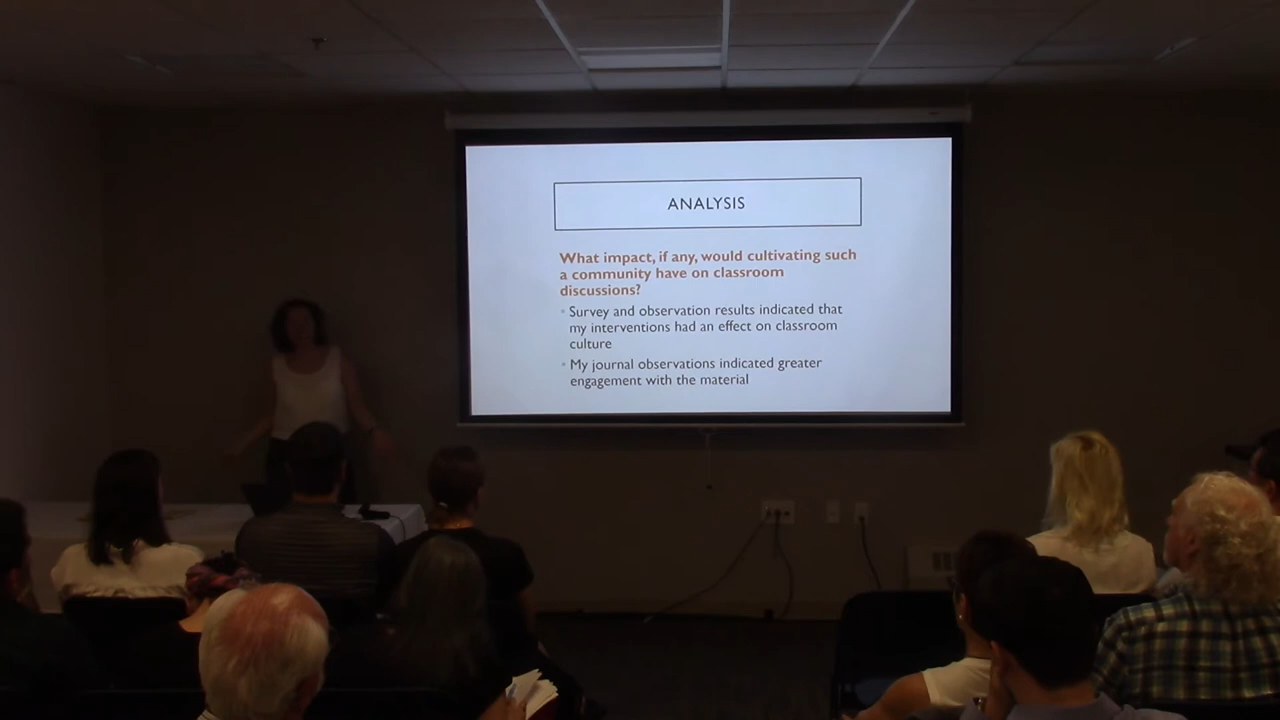 ANALYSIS
What impact, if any, would cultivating such
a community have on classroom
discussions?
Survey and observation results indicated that
my interventions had an effect on classroom
culture
My journal observations indicated greater
engagement with the material